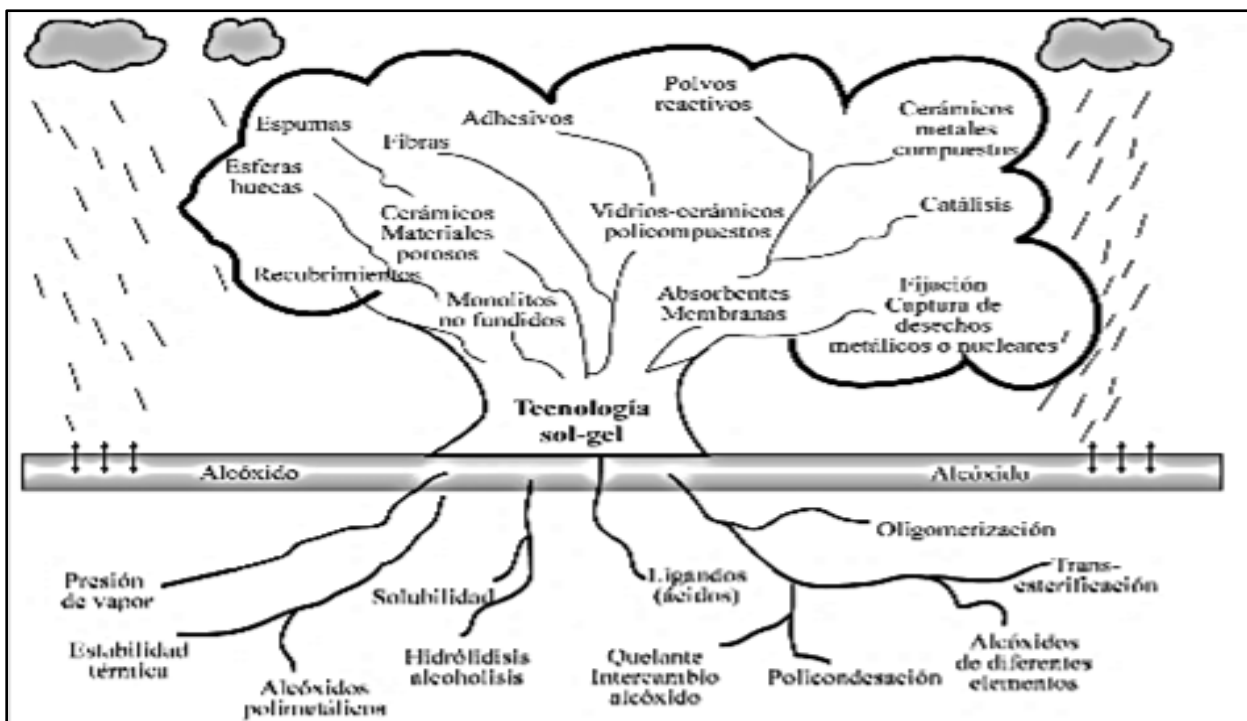 Polvos
reactivos
Adhesivos
Espumas
Fibras
Cerámicos
metales
compuestos
Esferas
huecas
Cerámicos
Materiales
porosos
Vidrios-cerámicos
policompuestos
Catálisis
Recubrimientos
Monolitos
no fundidos
Absorbentes
Membranas
Fijación
Captura de
desechos
metálicos o nucleares
Tecnología
sol-gel
Alcóxido
Alcóxido
Oligomerización
Presión
de vapor
Solubilidad
Ligandos
(ácidos)
Trans-
esterificación
Estabilidad
térmica
Alcóxidos
polimetálicos
Hidrólidisis
alcoholisis
Quelante
Intercambio
alcóxido
Policondesación
Alcóxidos
de diferentes
elementos